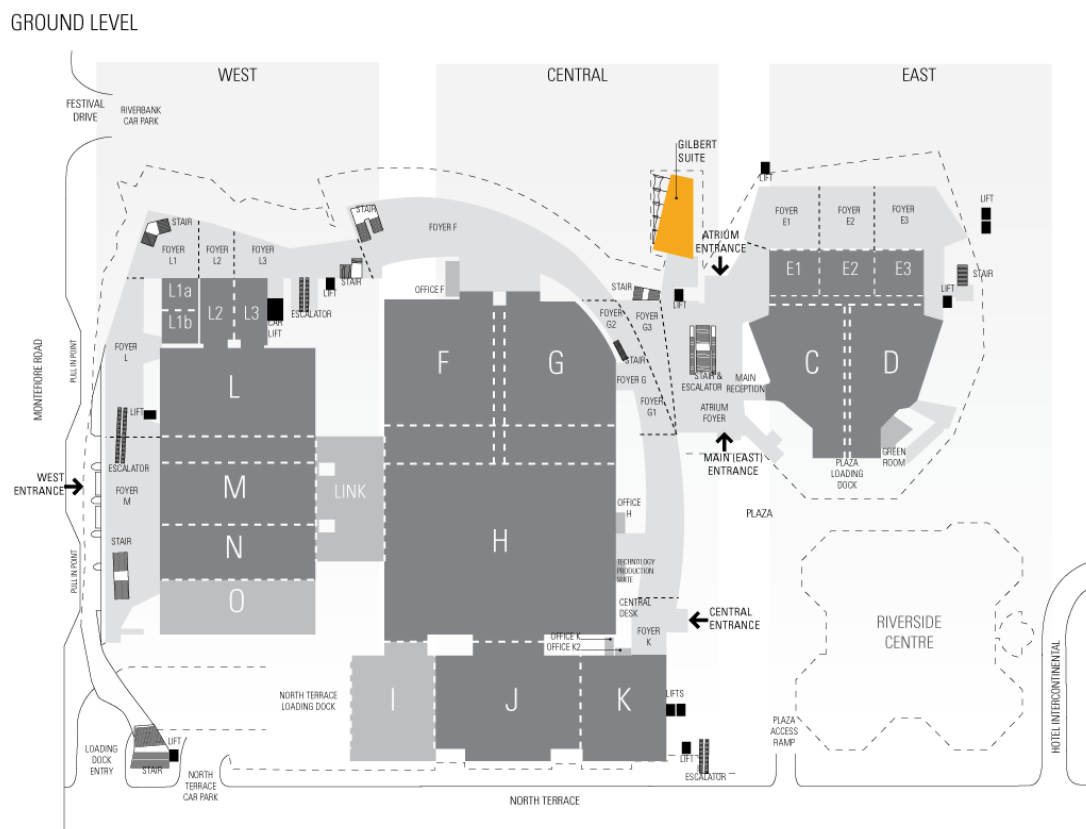 GROUND LEVEL
WEST
CENTRAL
EAST
FESTIVAL
DRIVE
RIVERBANK
CAR PARK
GILBERT
SUITE
LIFT
LIFT
STAIR
STAIR
FOYER F
FOYER
E1
FOYER
E2
FOYER
E3
ATRIUM
ENTRANCE
FOYER
L1
FOYER
L2
FOYER
L3
E1
E2
E3
STAIR
STAIR
LIFT
OFFICE F
STAIR
LIFT
LIFT
L1a
L1b
L2
L3
CAR
LIFT
ESCALATOR
FOYER
G2
FOYER
G3
MONTEFIORE ROAD
PULL IN POINT
FOYER
L
L
F
G
STAIR
FOYER G
FOYER
G1
STAIR &
ESCALATOR
MAIN
RECEPTION
C
D
ATRIUM
FOYER
LIFT
ESCALATOR
MAIN (EAST)
ENTRANCE
PLAZA
LOADING
DOCK
GREEN
ROOM
WEST
ENTRANCE
FOYER
M
M
LINK
OFFICE
H
PLAZA
STAIR
N
H
PULL IN POINT
TECHNOLOGY
PRODUCTION
SUITE
O
CENTRAL
DESK
CENTRAL
ENTRANCE
FOYER
K
OFFICE K
OFFICE K2
RIVERSIDE
CENTRE
HOTEL INTERCONTINENTAL
NORTH TERRACE
LOADING DOCK
I
J
K
LIFTS
PLAZA
ACCESS
RAMP
LOADING
DOCK
ENTRY
LIFT
STAIR
NORTH
TERRACE
CAR PARK
LIFT
ESCALATOR
NORTH TERRACE